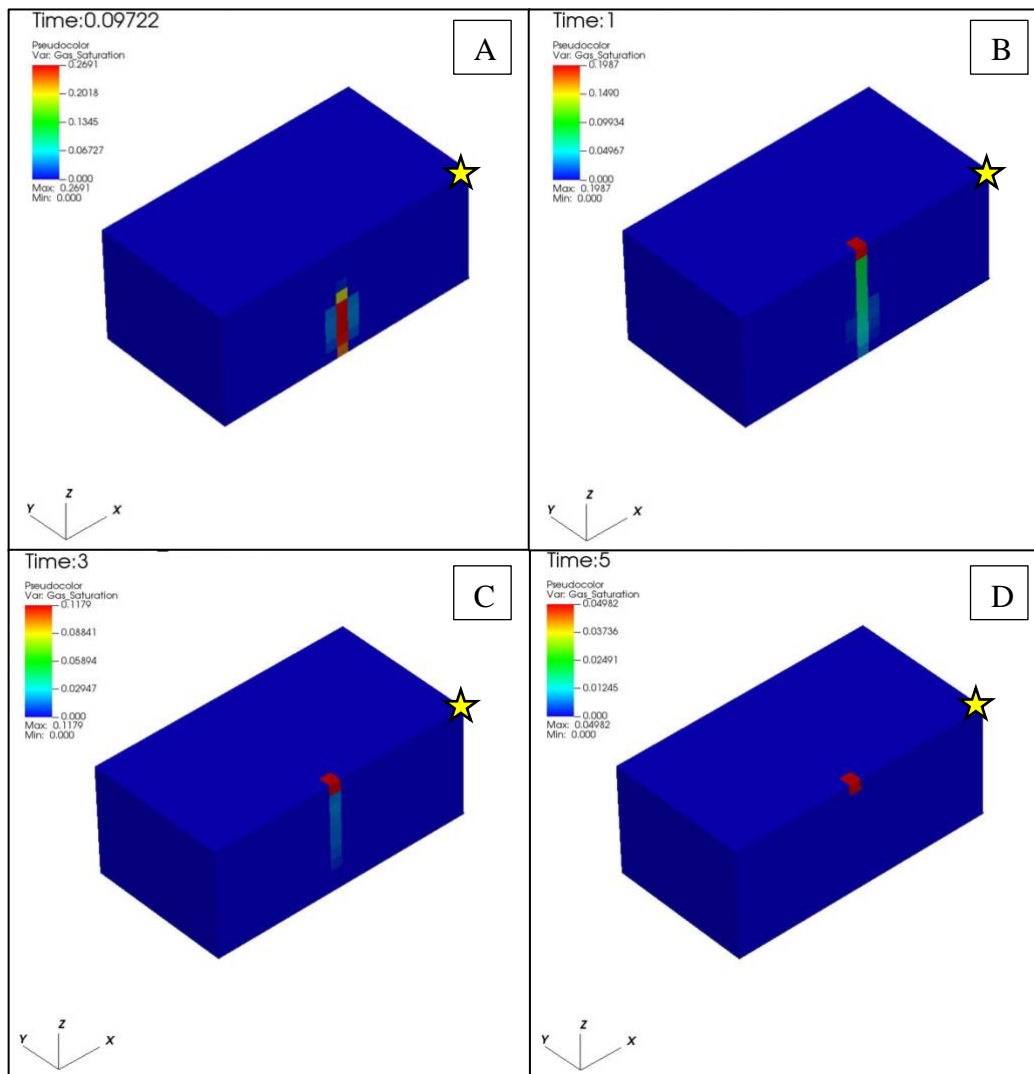 Time:0.09722
A
Pseudocolor
Var: Gas_Saturation
0.2691
0.2018
0.1345
0.06727
0.000
Max: 0.2691
Min: 0.000
Z
Y
X
Time:1
B
Pseudocolor
Var: Gas_Saturation
0.1987
0.1490
0.09934
0.04967
0.000
Max: 0.1987
Min: 0.000
Z
Y
X
Time:3
C
Pseudocolor
Var: Gas_Saturation
0.1179
0.08841
0.05894
0.02947
0.000
Max: 0.1179
Min: 0.000
Z
Y
X
Time:5
D
Pseudocolor
Var: Gas_Saturation
0.04982
0.03736
0.02491
0.01245
0.000
Max: 0.04982
Min: 0.000
Z
Y
X